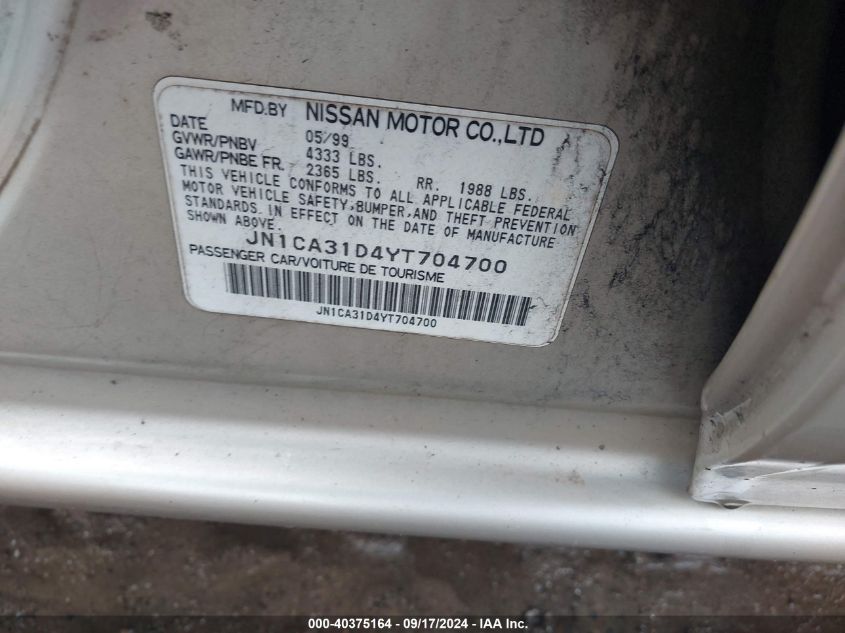 MFD.BY NISSAN MOTOR CO.,LTD
DATE 05/99
GVWR/PNBV 4333 LBS.
GAWR/PNBE FR. 2365 LBS. RR. 1988 LBS.
THIS VEHICLE CONFORMS TO ALL APPLICABLE FEDERAL
MOTOR VEHICLE SAFETY,BUMPER,AND THEFT PREVENTION
STANDARDS IN EFFECT ON THE DATE OF MANUFACTURE
SHOWN ABOVE.
JN1CA31D4YT704700
PASSENGER CAR/VOITURE DE TOURISME
JN1CA31D4YT704700
000-40375164 - 09/17/2024 - IAA Inc.